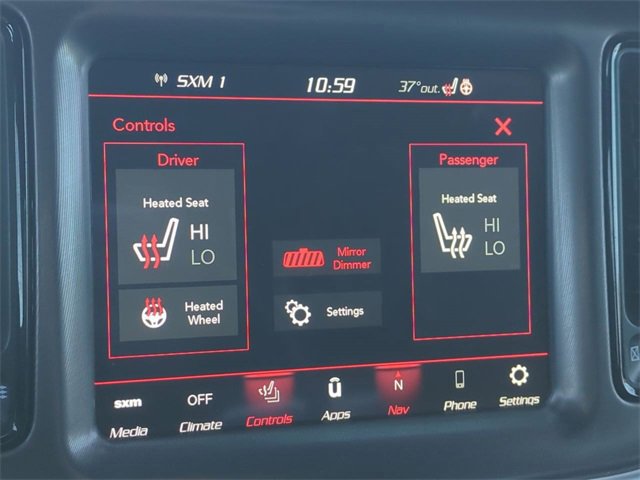 SXM 1 10:59 37°out.
Controls X
Driver
Passenger
Heated Seat
HI
LO
Heated
Wheel
Mirror
Dimmer
Settings
Heated Seat
HI
LO
sxm
Media
OFF
Climate
Controls
u
Apps
N
Nav
Phone
Settings